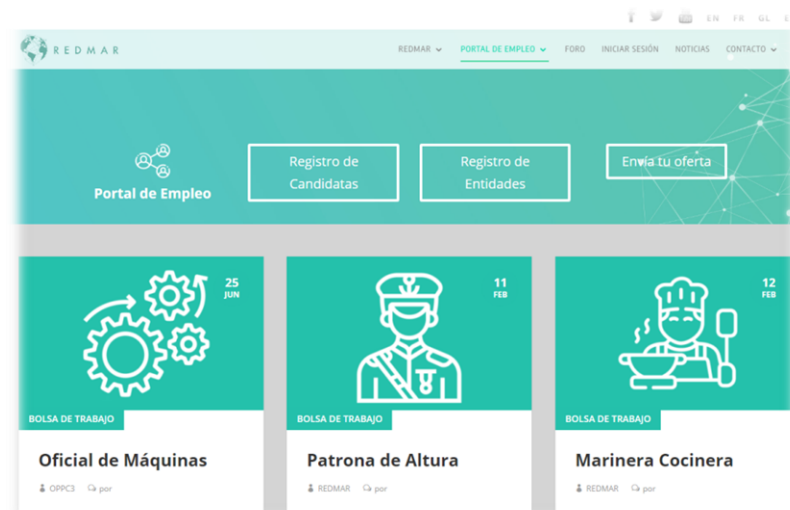 EN FR GL E
REDMAR
REDMAR PORTAL DE EMPLEO FORO INICIAR SESIÓN NOTICIAS CONTACTO
Registro de
Candidatas
Registro de
Entidades
Envía tu oferta
Portal de Empleo
25
JUN
11
FEB
12
FEB
BOLSA DE TRABAJO
BOLSA DE TRABAJO
BOLSA DE TRABAJO
Oficial de Máquinas
Patrona de Altura
Marinera Cocinera
OPPC3 por
REDMAR por
REDMAR por